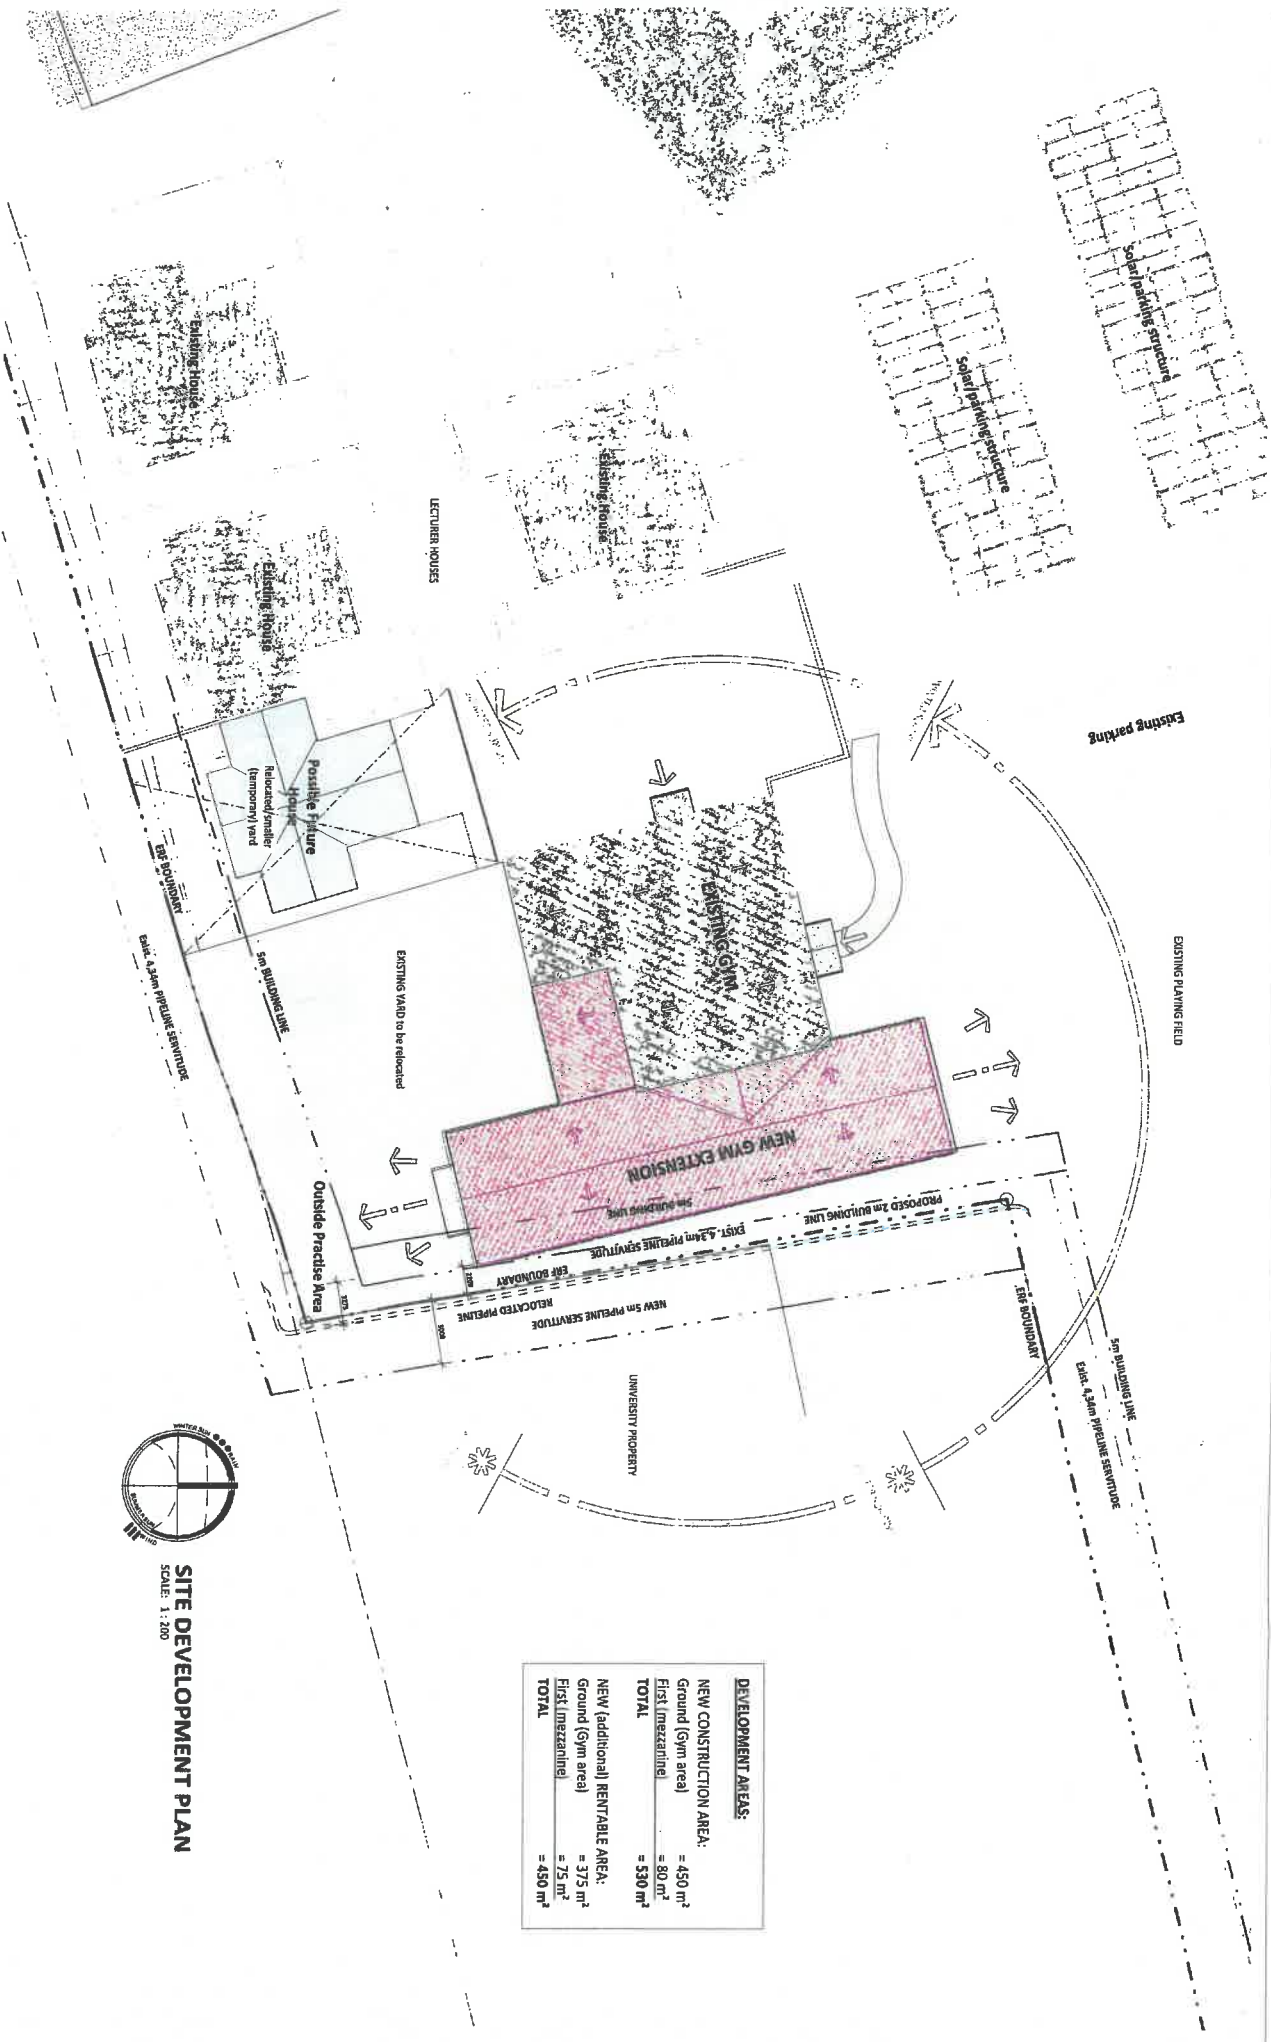 Solar/parking structure
Solar/parking structure
Existing parking
EXISTING PLAYING FIELD
Existing House
Existing House
Existing House
LECTURER HOUSES
EXISTING GYM
Possible Future
House
Relocated/smaller
(temporary) yard
ERF BOUNDARY
Exist. 4,34m PIPELINE SERVITUDE
5m BUILDING LINE
EXISTING YARD to be relocated
Outside Practise Area
NEW GYM EXTENSION
5m BUILDING LINE
PROPOSED 2m BUILDING LINE
EXIST. 4,34m PIPELINE SERVITUDE
ERF BOUNDARY
RELOCATED PIPELINE
NEW 5m PIPELINE SERVITUDE
ERF BOUNDARY
5m BUILDING LINE
Exist. 4,34m PIPELINE SERVITUDE
UNIVERSITY PROPERTY
WINTER SUN
RAIN
SITE DEVELOPMENT PLAN
SCALE: 1 : 200
DEVELOPMENT AREAS:
NEW CONSTRUCTION AREA:
Ground (Gym area) = 450 m²
First (mezzanine) = 80 m²
TOTAL = 530 m²
NEW (additional) RENTABLE AREA:
Ground (Gym area) = 375 m²
First (mezzanine) = 75 m²
TOTAL = 450 m²